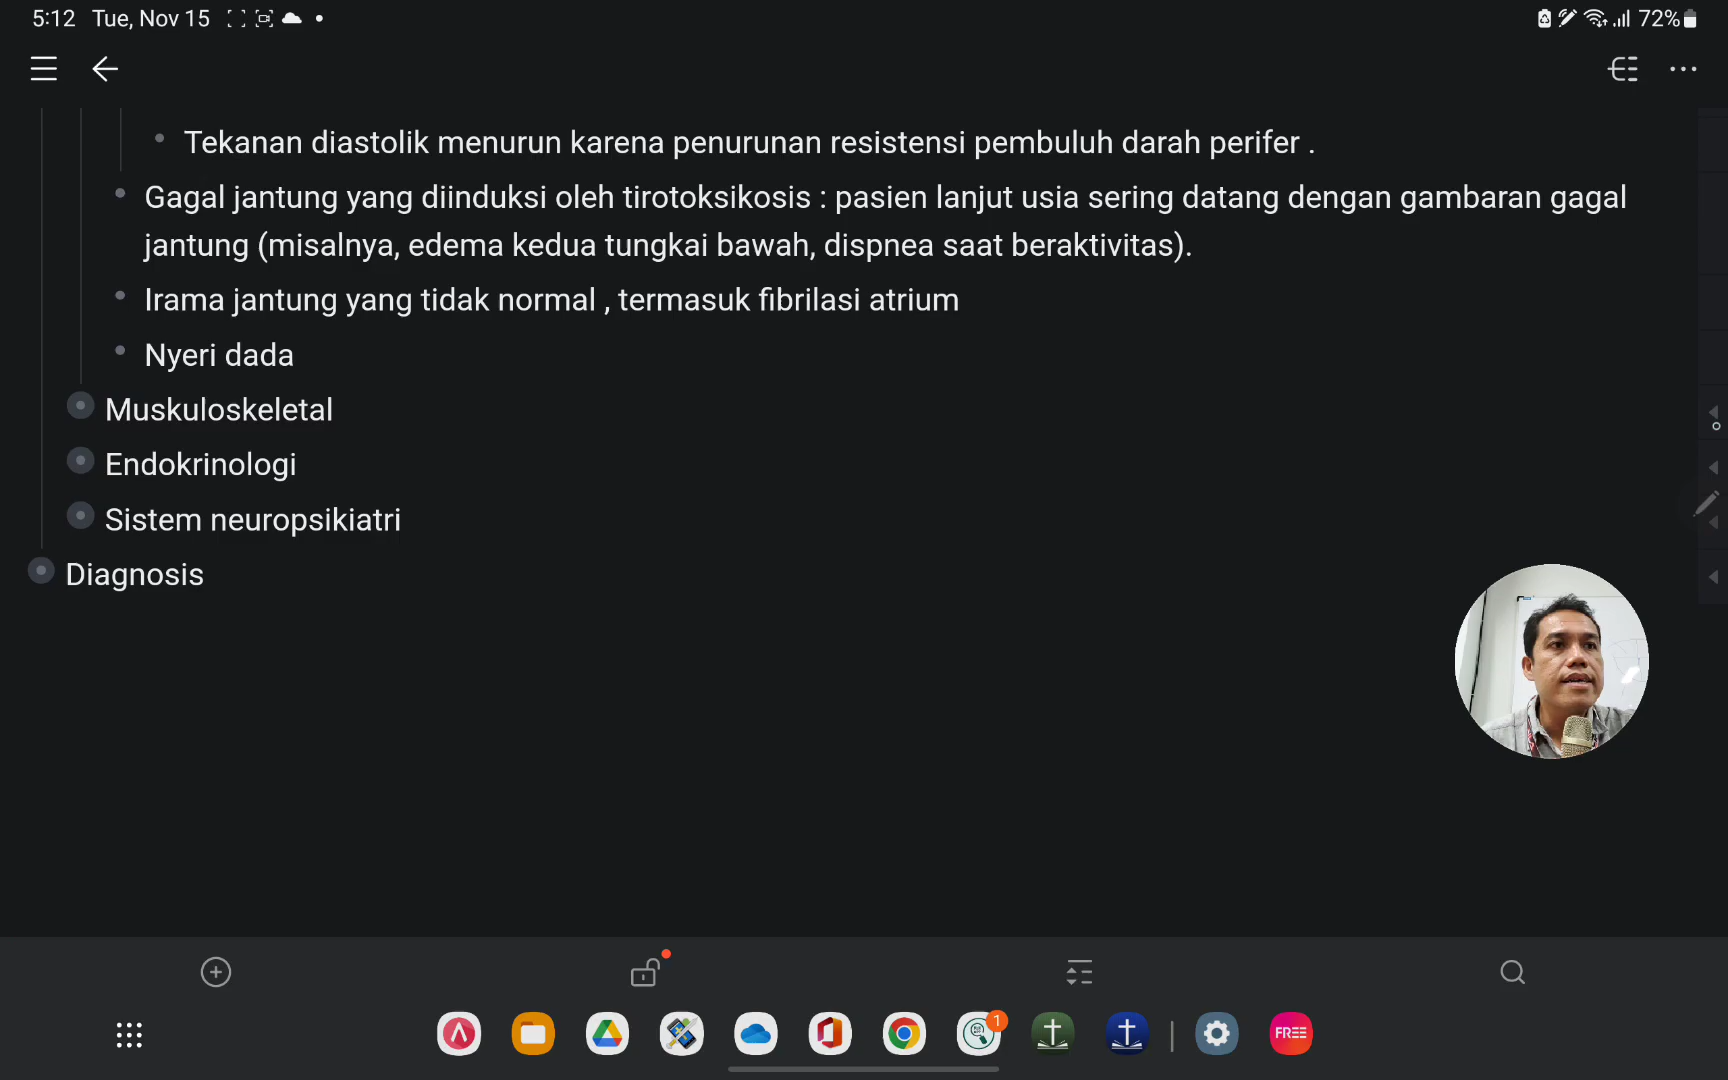 5:12 Tue, Nov 15
72%
Tekanan diastolik menurun karena penurunan resistensi pembuluh darah perifer .
Gagal jantung yang diinduksi oleh tirotoksikosis : pasien lanjut usia sering datang dengan gambaran gagal
jantung (misalnya, edema kedua tungkai bawah, dispnea saat beraktivitas).
Irama jantung yang tidak normal , termasuk fibrilasi atrium
Nyeri dada
Muskuloskeletal
Endokrinologi
Sistem neuropsikiatri
Diagnosis
1
FREE